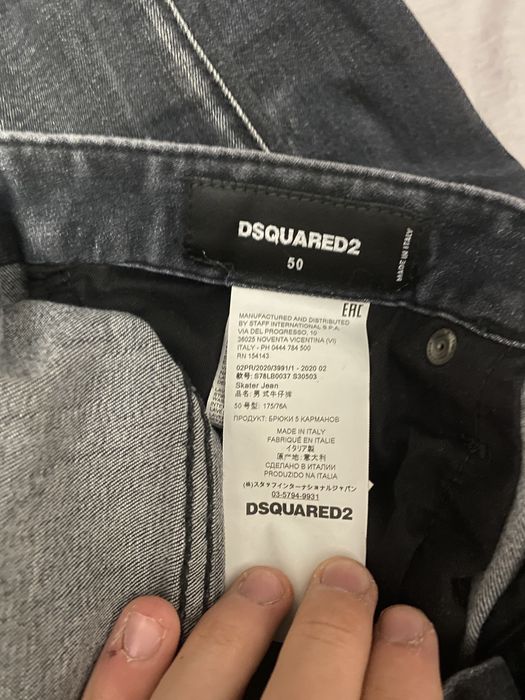 DSQUARED2
50
MADE IN ITALY
EAC
MANUFACTURED AND DISTRIBUTED
BY STAFF INTERNATIONAL S.P.A.
VIA DEL PROGRESSO, 10
36025 NOVENTA VICENTINA (VI)
ITALY - PH 0444 784 500
RN 154143
02PR/2020/3991/1 - 2020 02
款号: S78LB0037 S30503
Skater Jean
品名: 男式牛仔裤
50 号型: 175/76A
ПРОДУКТ: БРЮКИ 5 КАРМАНОВ
MADE IN ITALY
FABRIQUÉ EN ITALIE
イタリア製
原产地: 意大利
СДЕЛАНО В ИТАЛИИ
PRODUZIDO NA ITALIA
(株)スタッフインターナショナルジャパン
03-5794-9931
DSQUARED2